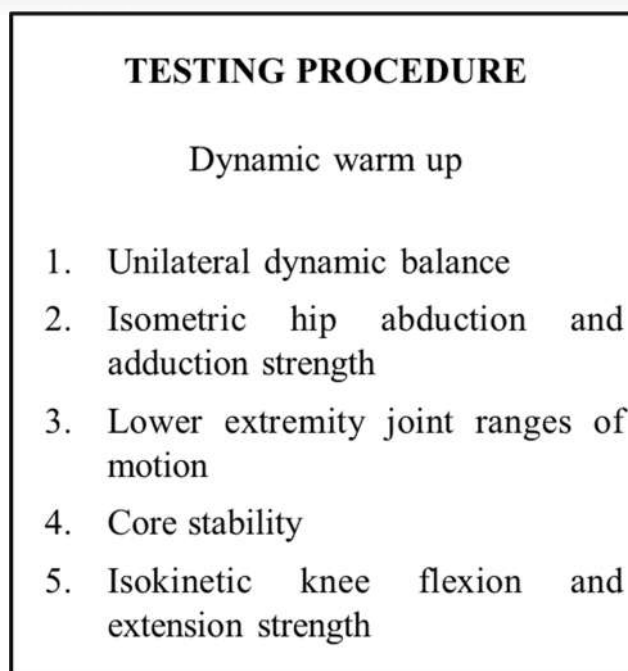 TESTING PROCEDURE
Dynamic warm up
1. Unilateral dynamic balance
2. Isometric hip abduction and
adduction strength
3. Lower extremity joint ranges of
motion
4. Core stability
5. Isokinetic knee flexion and
extension strength